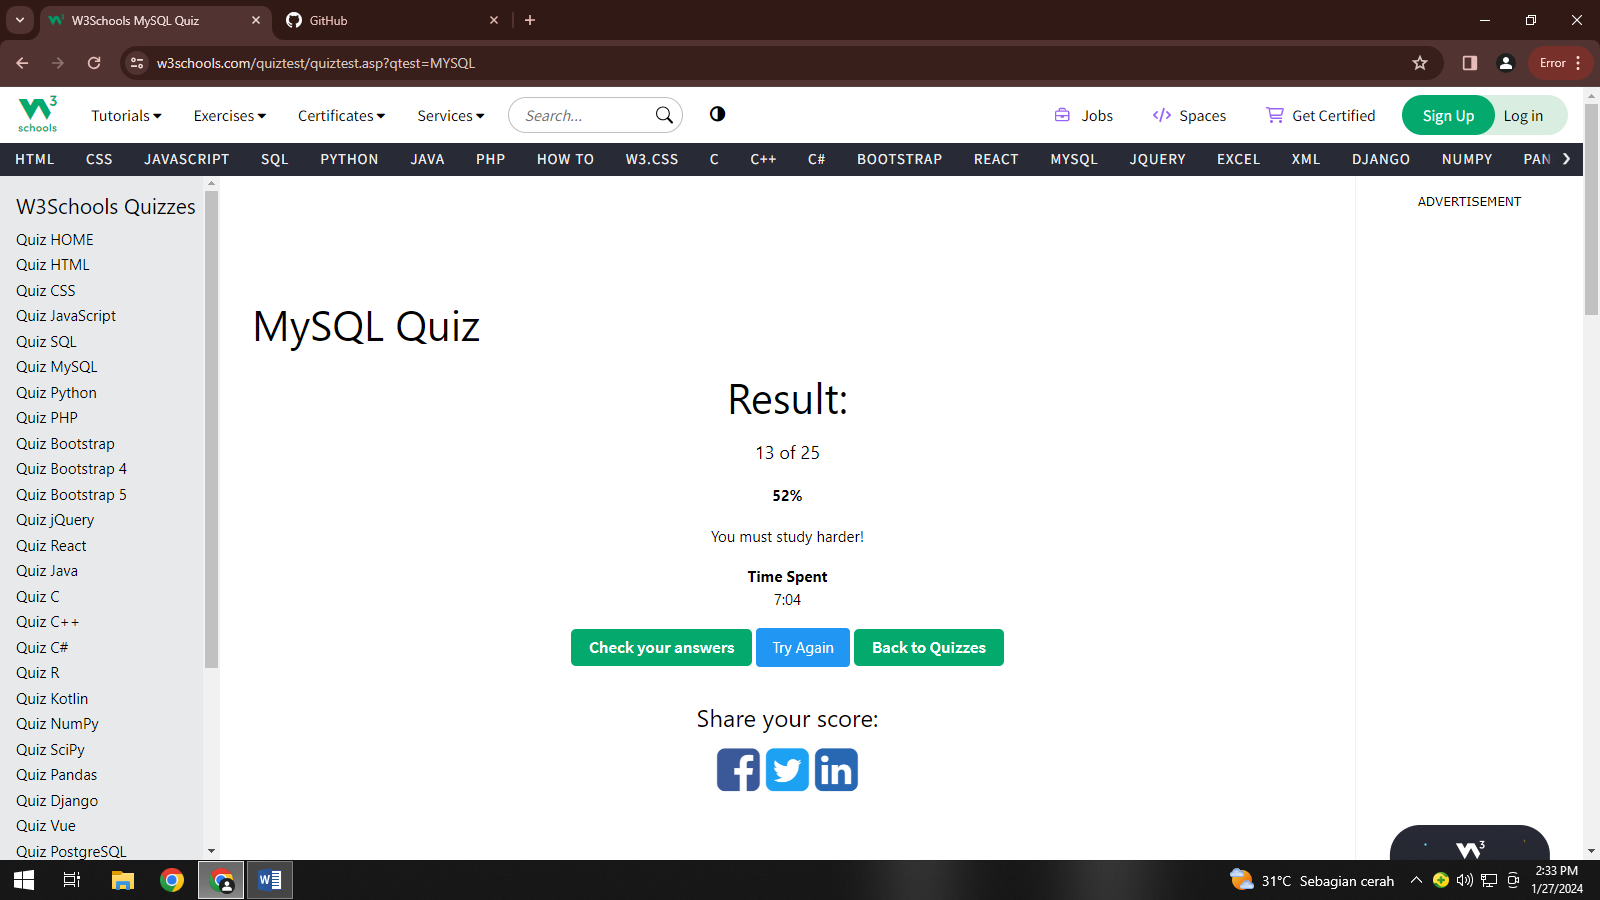 W3Schools MySQL Quiz
GitHub
w3schools.com/quiztest/quiztest.asp?qtest=MYSQL
Error
3
schools
Tutorials
Exercises
Certificates
Services
Search...
Jobs
Spaces
Get Certified
Sign Up
Log in
HTML
CSS
JAVASCRIPT
SQL
PYTHON
JAVA
PHP
HOW TO
W3.CSS
C
C++
C#
BOOTSTRAP
REACT
MYSQL
JQUERY
EXCEL
XML
DJANGO
NUMPY
PAN
W3Schools Quizzes
Quiz HOME
Quiz HTML
Quiz CSS
Quiz JavaScript
Quiz SQL
Quiz MySQL
Quiz Python
Quiz PHP
Quiz Bootstrap
Quiz Bootstrap 4
Quiz Bootstrap 5
Quiz jQuery
Quiz React
Quiz Java
Quiz C
Quiz C++
Quiz C#
Quiz R
Quiz Kotlin
Quiz NumPy
Quiz SciPy
Quiz Pandas
Quiz Django
Quiz Vue
Quiz PostgreSQL
MySQL Quiz
Result:
13 of 25
52%
You must study harder!
Time Spent
7:04
Check your answers
Try Again
Back to Quizzes
Share your score:
ADVERTISEMENT
31°C Sebagian cerah
2:33 PM
1/27/2024